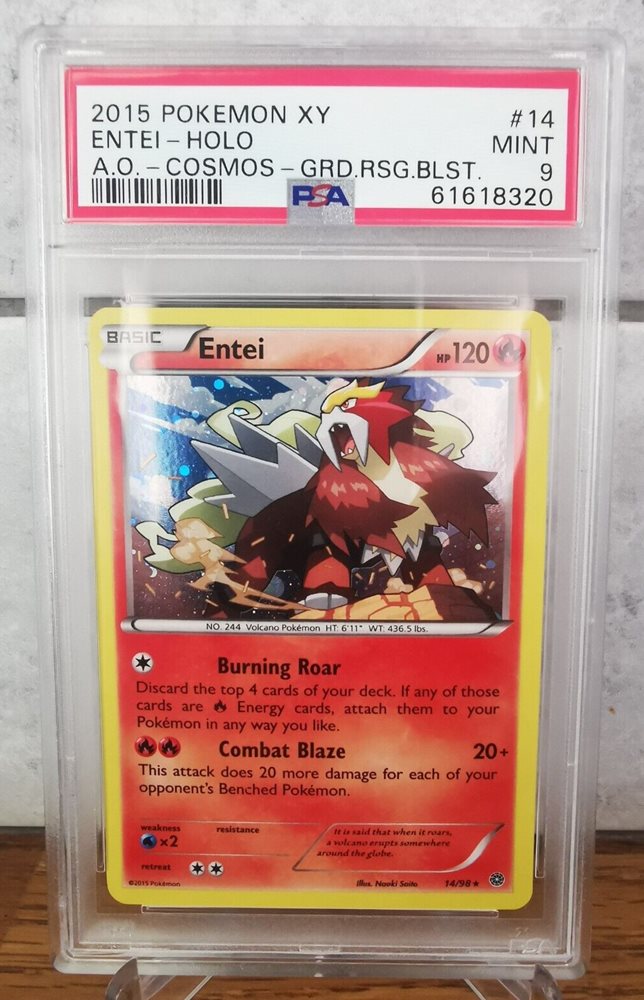 2015 POKEMON XY #14
ENTEI - HOLO MINT
A.O. - COSMOS - GRD.RSG.BLST. 9
PSA 61618320
BASIC Entei HP 120
NO. 244 Volcano Pokémon HT: 6'11" WT: 436.5 lbs.
Burning Roar
Discard the top 4 cards of your deck. If any of those
cards are Energy cards, attach them to your
Pokémon in any way you like.
Combat Blaze 20+
This attack does 20 more damage for each of your
opponent's Benched Pokémon.
weakness resistance
×2
It is said that when it roars,
a volcano erupts somewhere
around the globe.
retreat
©2015 Pokémon Illus. Naoki Saito 14/98 ★